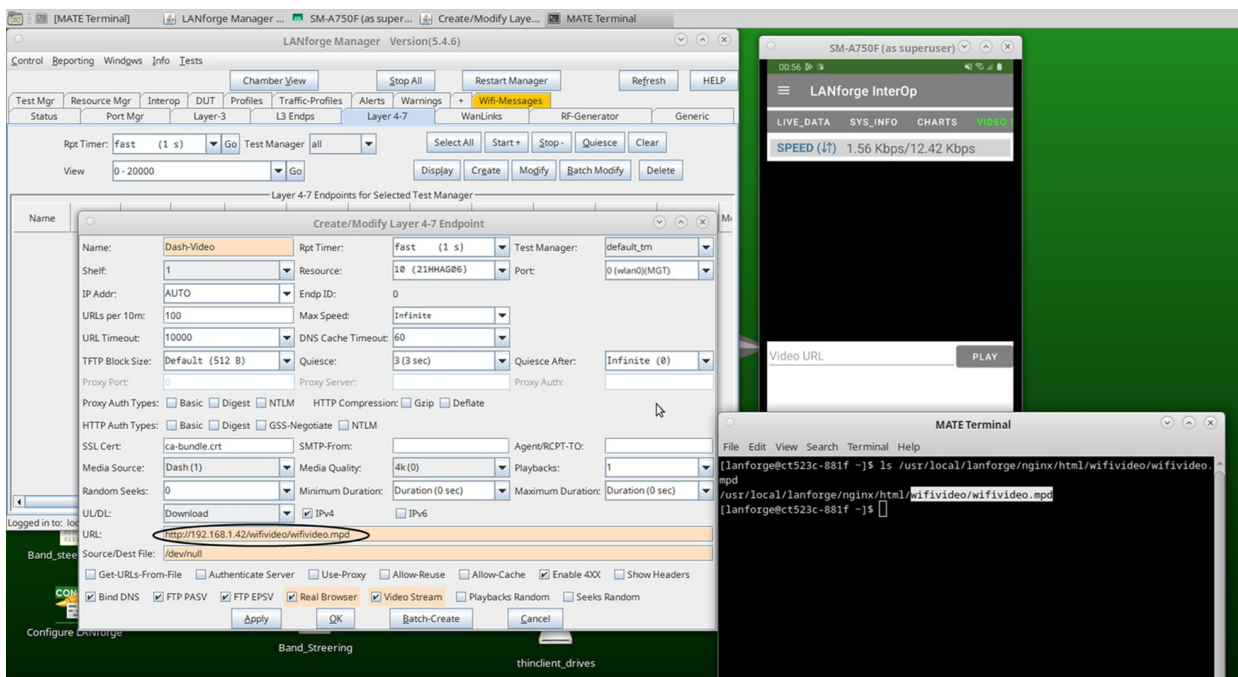 [MATE Terminal] LANforge Manager ... SM-A750F (as super... Create/Modify Laye... MATE Terminal
LANforge Manager Version(5.4.6)
Control Reporting Windows Info Tests
Chamber View Stop All Restart Manager Refresh HELP
Test Mgr Resource Mgr Interop DUT Profiles Traffic-Profiles Alerts Warnings + Wifi-Messages
Status Port Mgr Layer-3 L3 Endps Layer 4-7 WanLinks RF-Generator Generic
Rpt Timer: fast (1 s) Go Test Manager all Select All Start + Stop - Quiesce Clear
View 0 - 20000 Go Display Create Modify Batch Modify Delete
Layer 4-7 Endpoints for Selected Test Manager
Name
Create/Modify Layer 4-7 Endpoint
Name: Dash-Video Rpt Timer: fast (1 s) Test Manager: default_tm
Shelf: 1 Resource: 10 (21HHAG06) Port: 0 (wlan0)(MGT)
IP Addr: AUTO Endp ID: 0
URLs per 10m: 100 Max Speed: Infinite
URL Timeout: 10000 DNS Cache Timeout: 60
TFTP Block Size: Default (512 B) Quiesce: 3 (3 sec) Quiesce After: Infinite (0)
Proxy Port: 0 Proxy Server: Proxy Auth:
Proxy Auth Types: Basic Digest NTLM HTTP Compression: Gzip Deflate
HTTP Auth Types: Basic Digest GSS-Negotiate NTLM
SSL Cert: ca-bundle.crt SMTP-From: Agent/RCPT-TO:
Media Source: Dash (1) Media Quality: 4k (0) Playbacks: 1
Random Seeks: 0 Minimum Duration: Duration (0 sec) Maximum Duration: Duration (0 sec)
UL/DL: Download IPv4 IPv6
URL: http://192.168.1.42/wifivideo/wifivideo.mpd
Source/Dest File: /dev/null
Get-URLs-From-File Authenticate Server Use-Proxy Allow-Reuse Allow-Cache Enable 4XX Show Headers
Bind DNS FTP PASV FTP EPSV Real Browser Video Stream Playbacks Random Seeks Random
Apply OK Batch-Create Cancel
Logged in to: loc
Band_stee
Configure LANforge
Band_Streering
thinclient_drives
SM-A750F (as superuser)
00:56
LANforge InterOp
LIVE_DATA SYS_INFO CHARTS VIDEO
SPEED (↓↑) 1.56 Kbps/12.42 Kbps
Video URL PLAY
MATE Terminal
File Edit View Search Terminal Help
[lanforge@ct523c-881f ~]$ ls /usr/local/lanforge/nginx/html/wifivideo/wifivideo.
mpd
/usr/local/lanforge/nginx/html/wifivideo/wifivideo.mpd
[lanforge@ct523c-881f ~]$